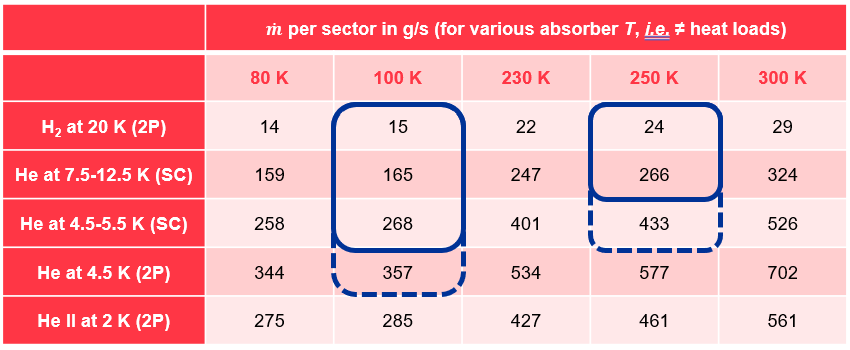 ṁ per sector in g/s (for various absorber T, i.e. ≠ heat loads)
80 K 100 K 230 K 250 K 300 K
H₂ at 20 K (2P) 14 15 22 24 29
He at 7.5-12.5 K (SC) 159 165 247 266 324
He at 4.5-5.5 K (SC) 258 268 401 433 526
He at 4.5 K (2P) 344 357 534 577 702
He II at 2 K (2P) 275 285 427 461 561